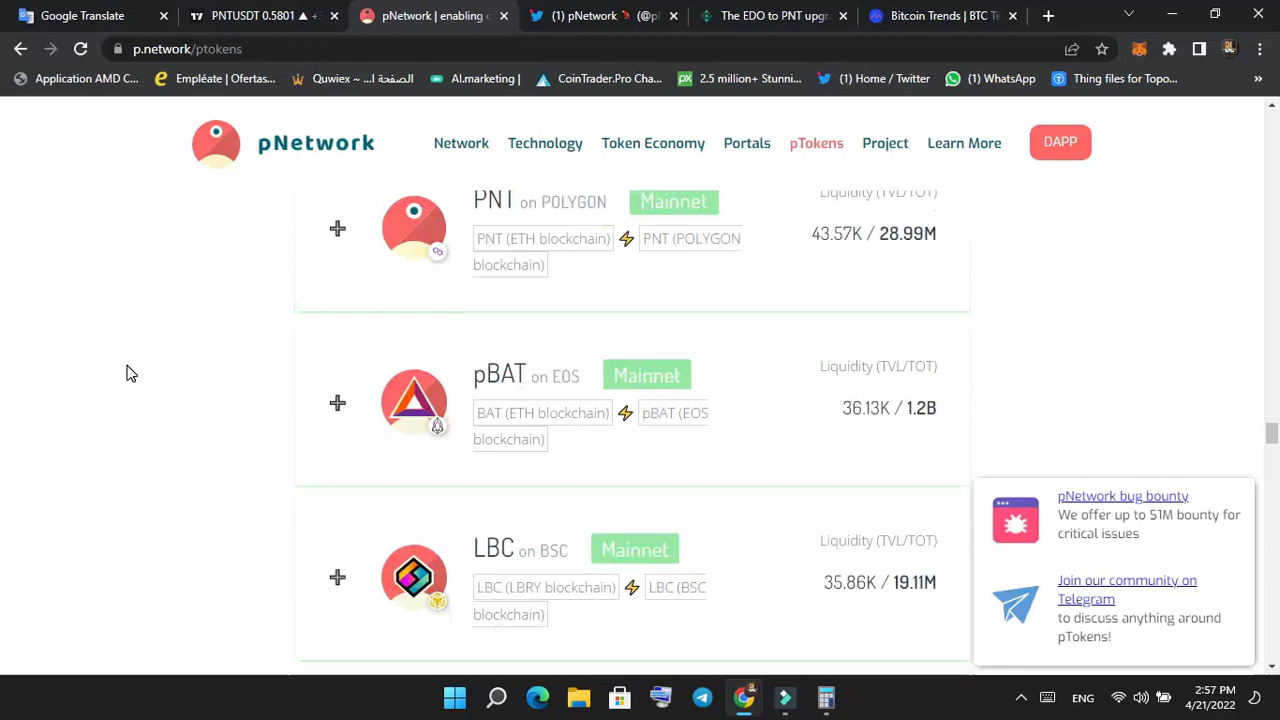 Google Translate
PNTUSDT 0.5801 ▲ +3
pNetwork | enabling c
(1) pNetwork (@p
The EDO to PNT upgr
Bitcoin Trends | BTC Te
p.network/ptokens
Application AMD C...
Empléate | Ofertas...
Quwiex ~ الصفحة ا...
AI.marketing |
CoinTrader.Pro Cha...
2.5 million+ Stunni...
(1) Home / Twitter
(1) WhatsApp
Thing files for Topo...
pNetwork
Network
Technology
Token Economy
Portals
pTokens
Project
Learn More
DAPP
PNT on POLYGON
Mainnet
Liquidity (TVL/TOT)
PNT (ETH blockchain) ⚡ PNT (POLYGON
blockchain)
43.57K / 28.99M
pBAT on EOS
Mainnet
Liquidity (TVL/TOT)
BAT (ETH blockchain) ⚡ pBAT (EOS
blockchain)
36.13K / 1.2B
LBC on BSC
Mainnet
Liquidity (TVL/TOT)
LBC (LBRY blockchain) ⚡ LBC (BSC
blockchain)
35.86K / 19.11M
pNetwork bug bounty
We offer up to $1M bounty for
critical issues
Join our community on
Telegram
to discuss anything around
pTokens!
ENG
2:57 PM
4/21/2022